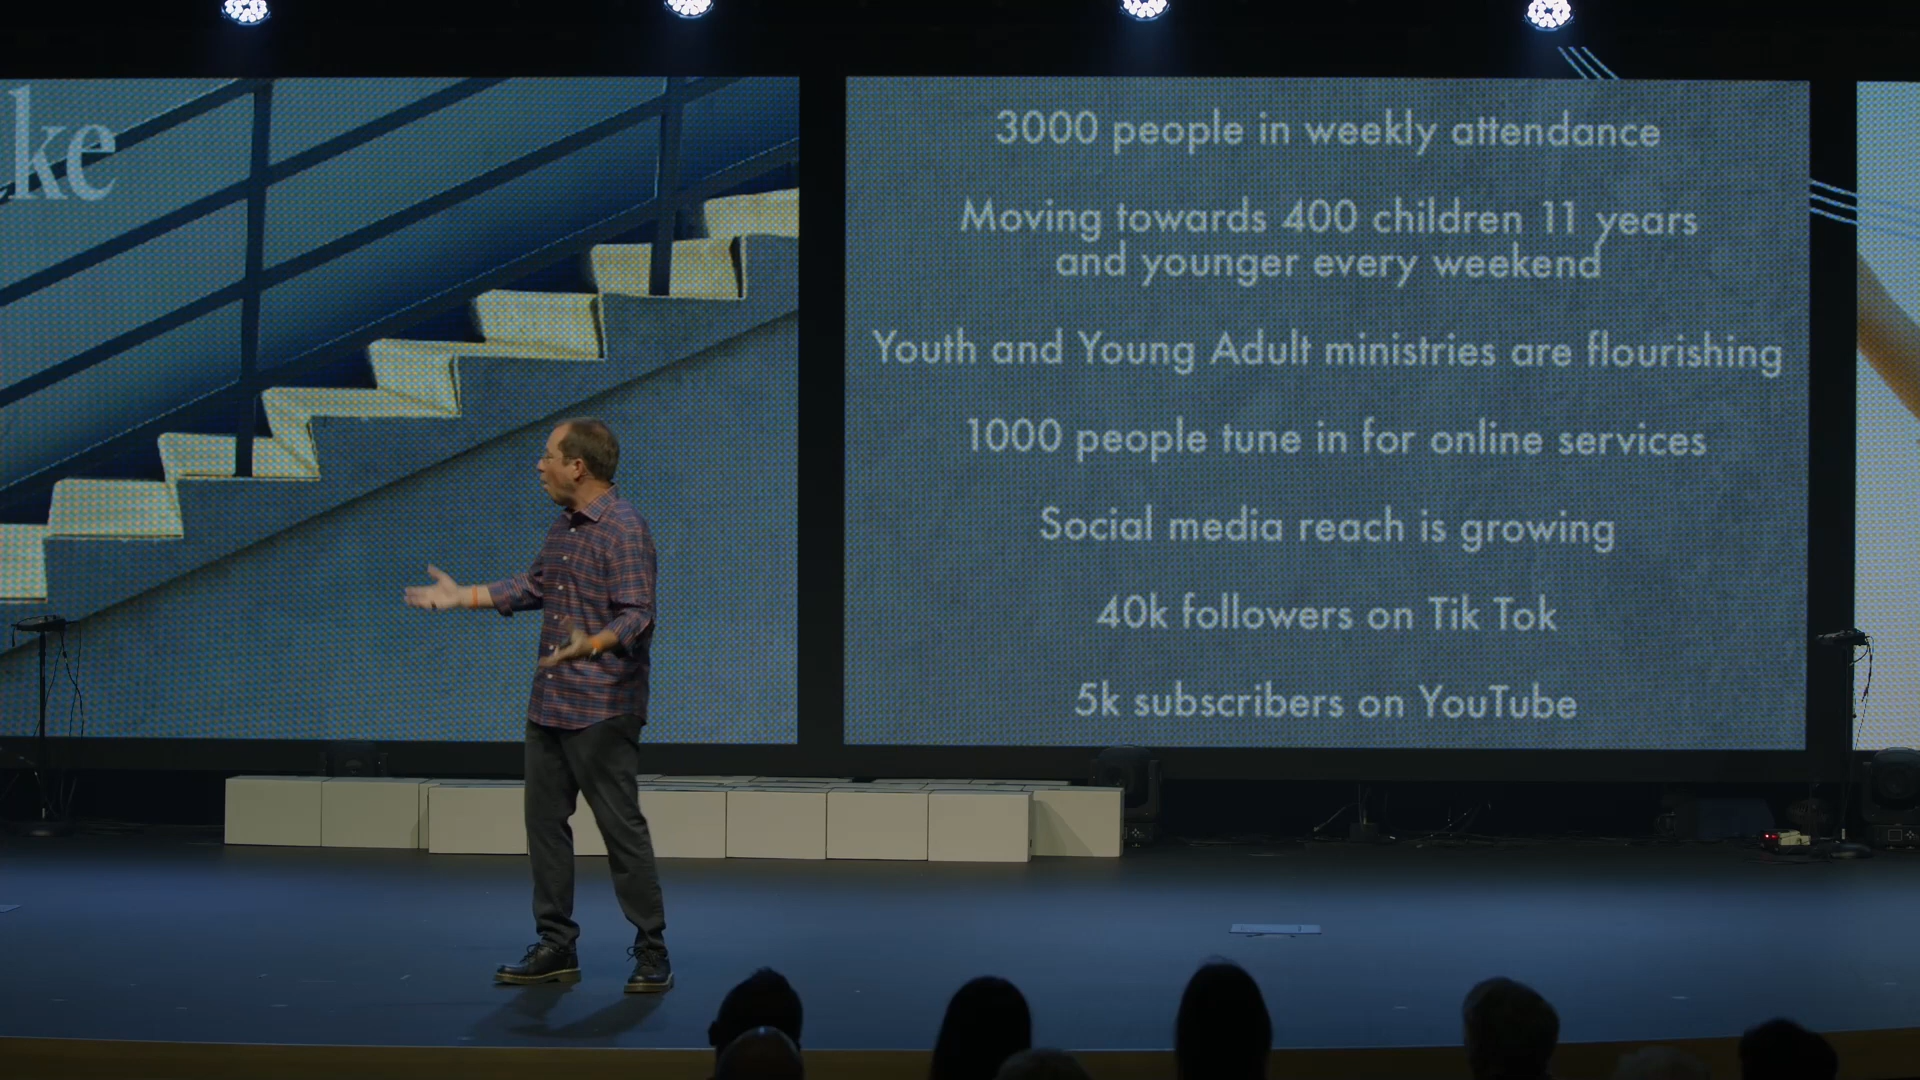 ke
3000 people in weekly attendance
Moving towards 400 children 11 years
and younger every weekend
Youth and Young Adult ministries are flourishing
1000 people tune in for online services
Social media reach is growing
40k followers on Tik Tok
5k subscribers on YouTube